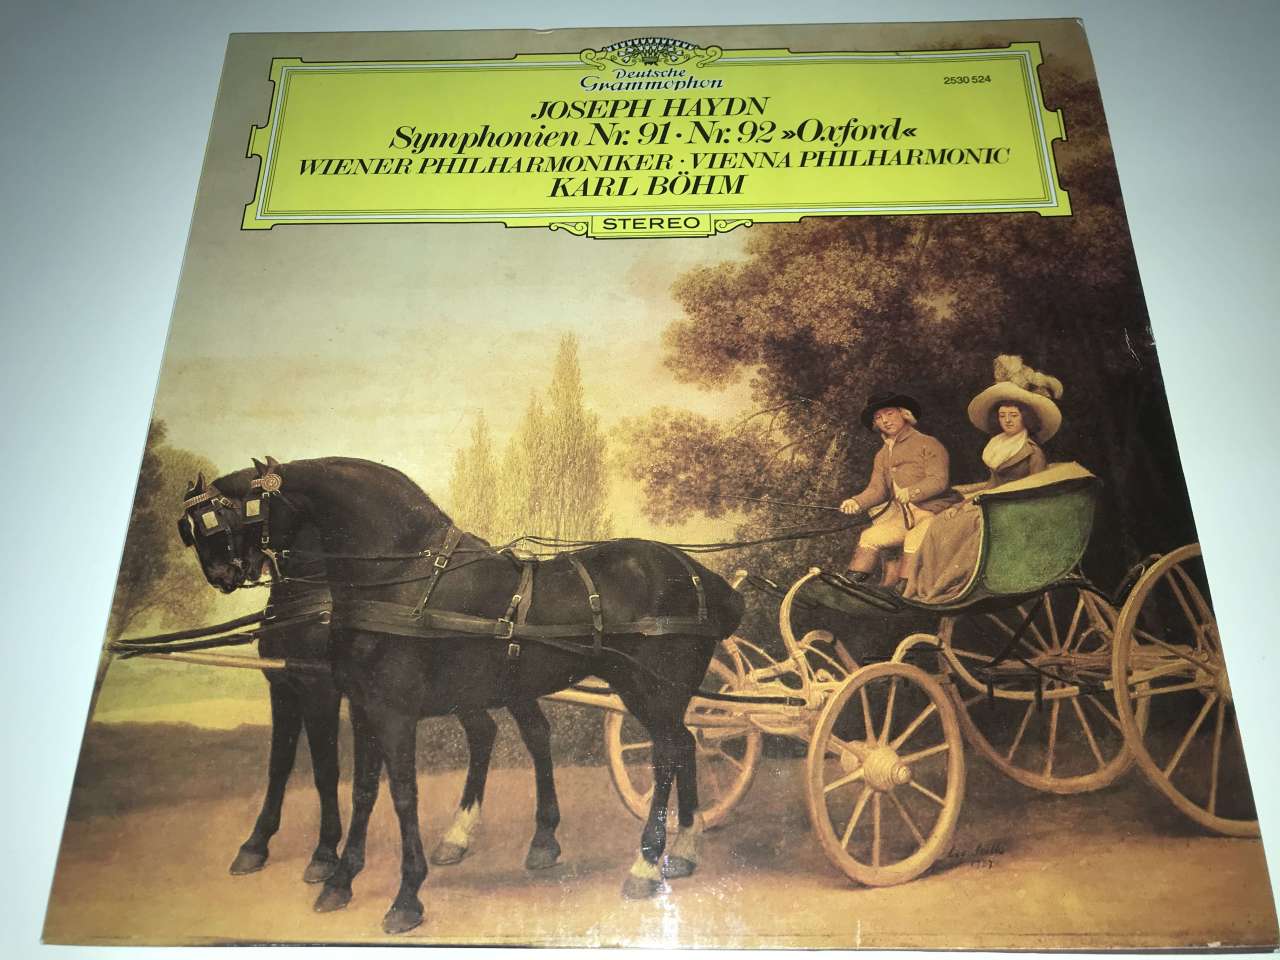 Deutsche
Grammophon
2530 524
JOSEPH HAYDN
Symphonien Nr. 91 · Nr. 92 »Oxford«
WIENER PHILHARMONIKER · VIENNA PHILHARMONIC
KARL BÖHM
STEREO